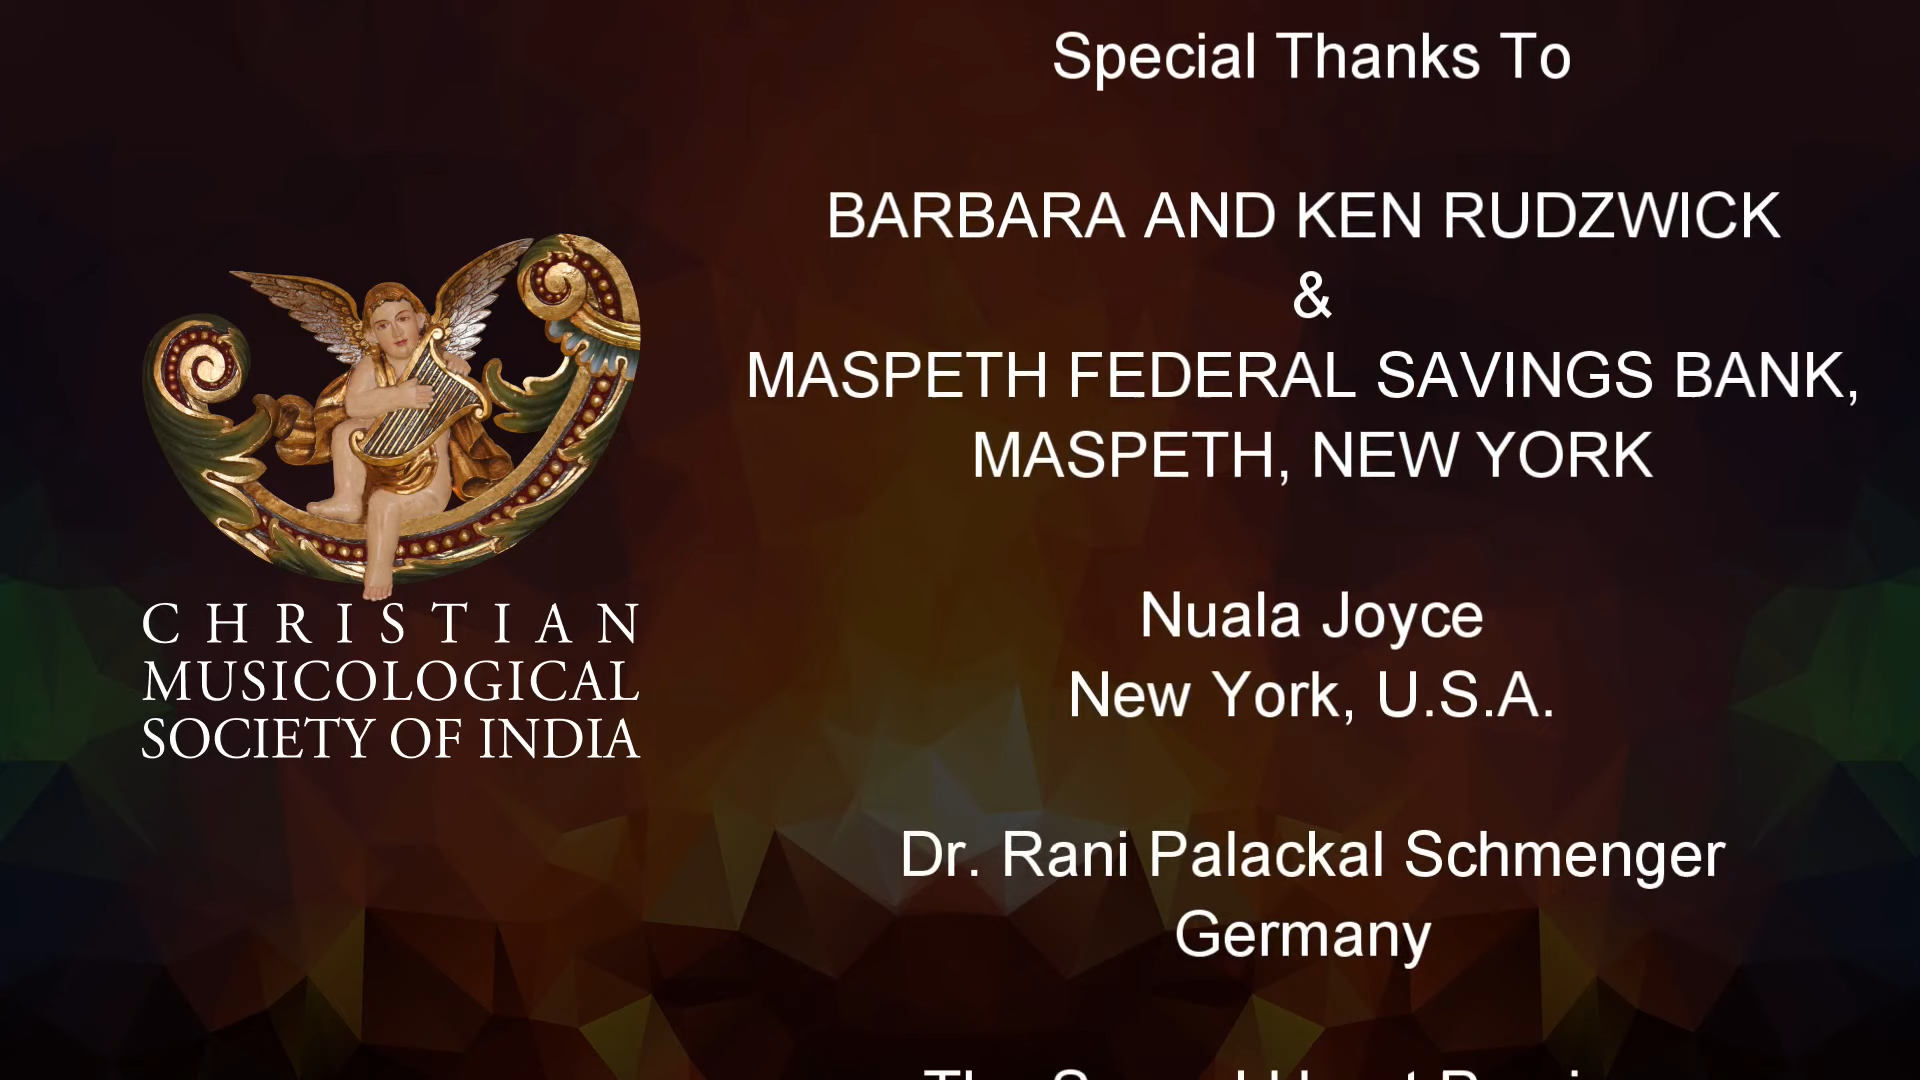 CHRISTIAN
MUSICOLOGICAL
SOCIETY OF INDIA
Special Thanks To
BARBARA AND KEN RUDZWICK
&
MASPETH FEDERAL SAVINGS BANK,
MASPETH, NEW YORK
Nuala Joyce
New York, U.S.A.
Dr. Rani Palackal Schmenger
Germany